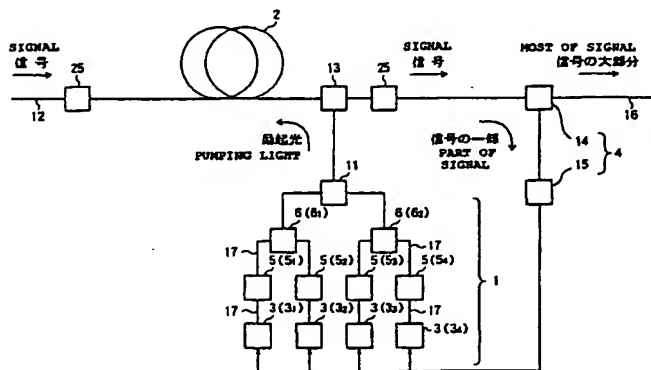 2
SIGNAL
信号
SIGNAL
信号
MOST OF SIGNAL
信号の大部分
25
13
25
12
16
励起光
PUMPING LIGHT
信号の一部
PART OF
SIGNAL
14
4
15
11
6(6₁)
6(6₂)
17
17
5(5₁)
5(5₂)
5(5₃)
5(5₄)
1
17
17
3(3₁)
3(3₂)
3(3₃)
3(3₄)